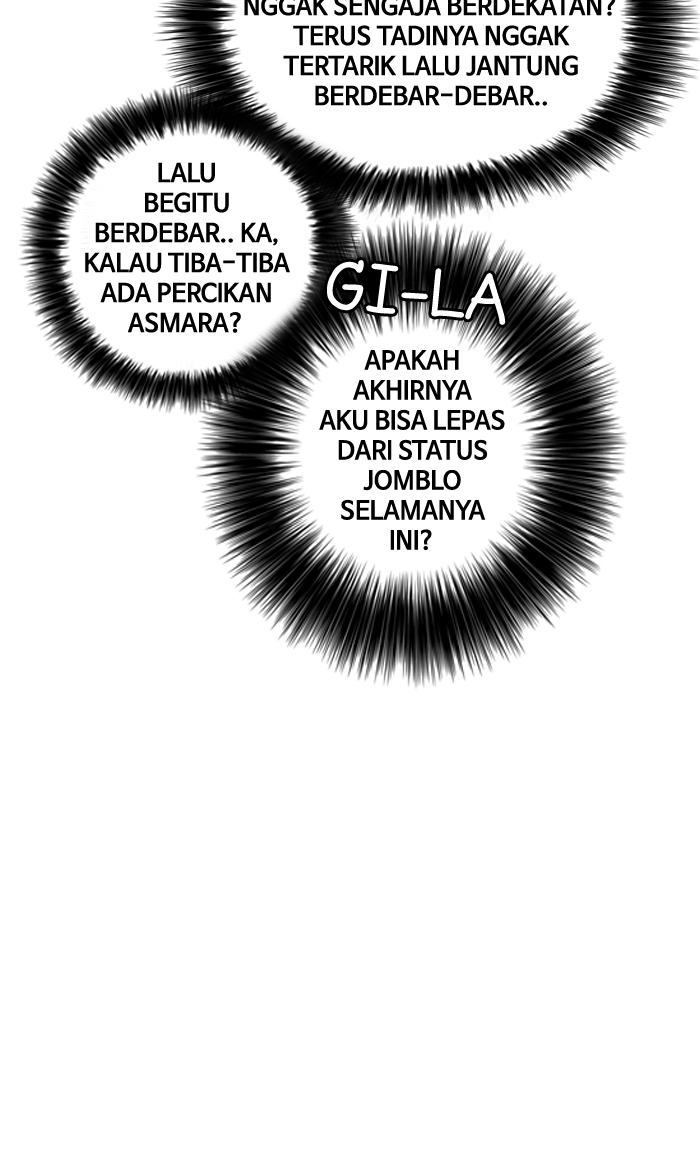 NGGAK SENGAJA BERDEKATAN?
TERUS TADINYA NGGAK
TERTARIK LALU JANTUNG
BERDEBAR-DEBAR..
LALU
BEGITU
BERDEBAR.. KA,
KALAU TIBA-TIBA
ADA PERCIKAN
ASMARA?
GI-LA
APAKAH
AKHIRNYA
AKU BISA LEPAS
DARI STATUS
JOMBLO
SELAMANYA
INI?